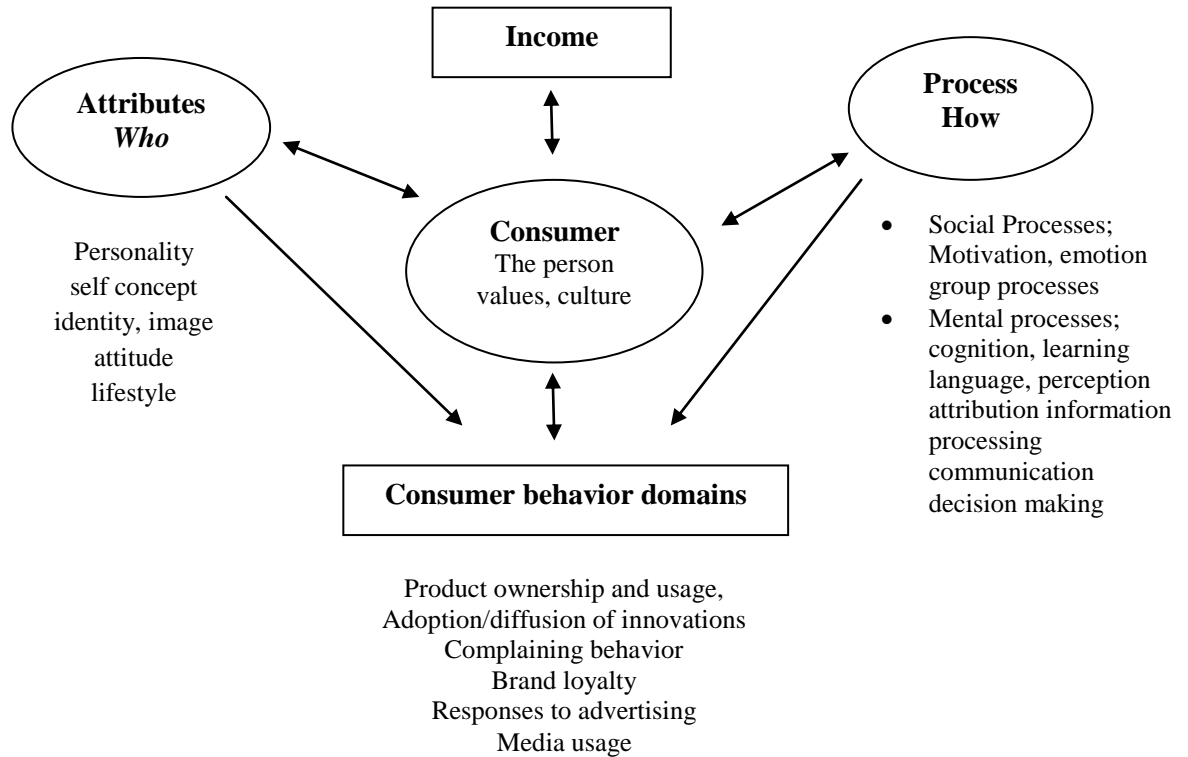 Income
Attributes
Who
Process
How
Consumer
The person
values, culture
Personality
self concept
identity, image
attitude
lifestyle
• Social Processes;
Motivation, emotion
group processes
• Mental processes;
cognition, learning
language, perception
attribution information
processing
communication
decision making
Consumer behavior domains
Product ownership and usage,
Adoption/diffusion of innovations
Complaining behavior
Brand loyalty
Responses to advertising
Media usage